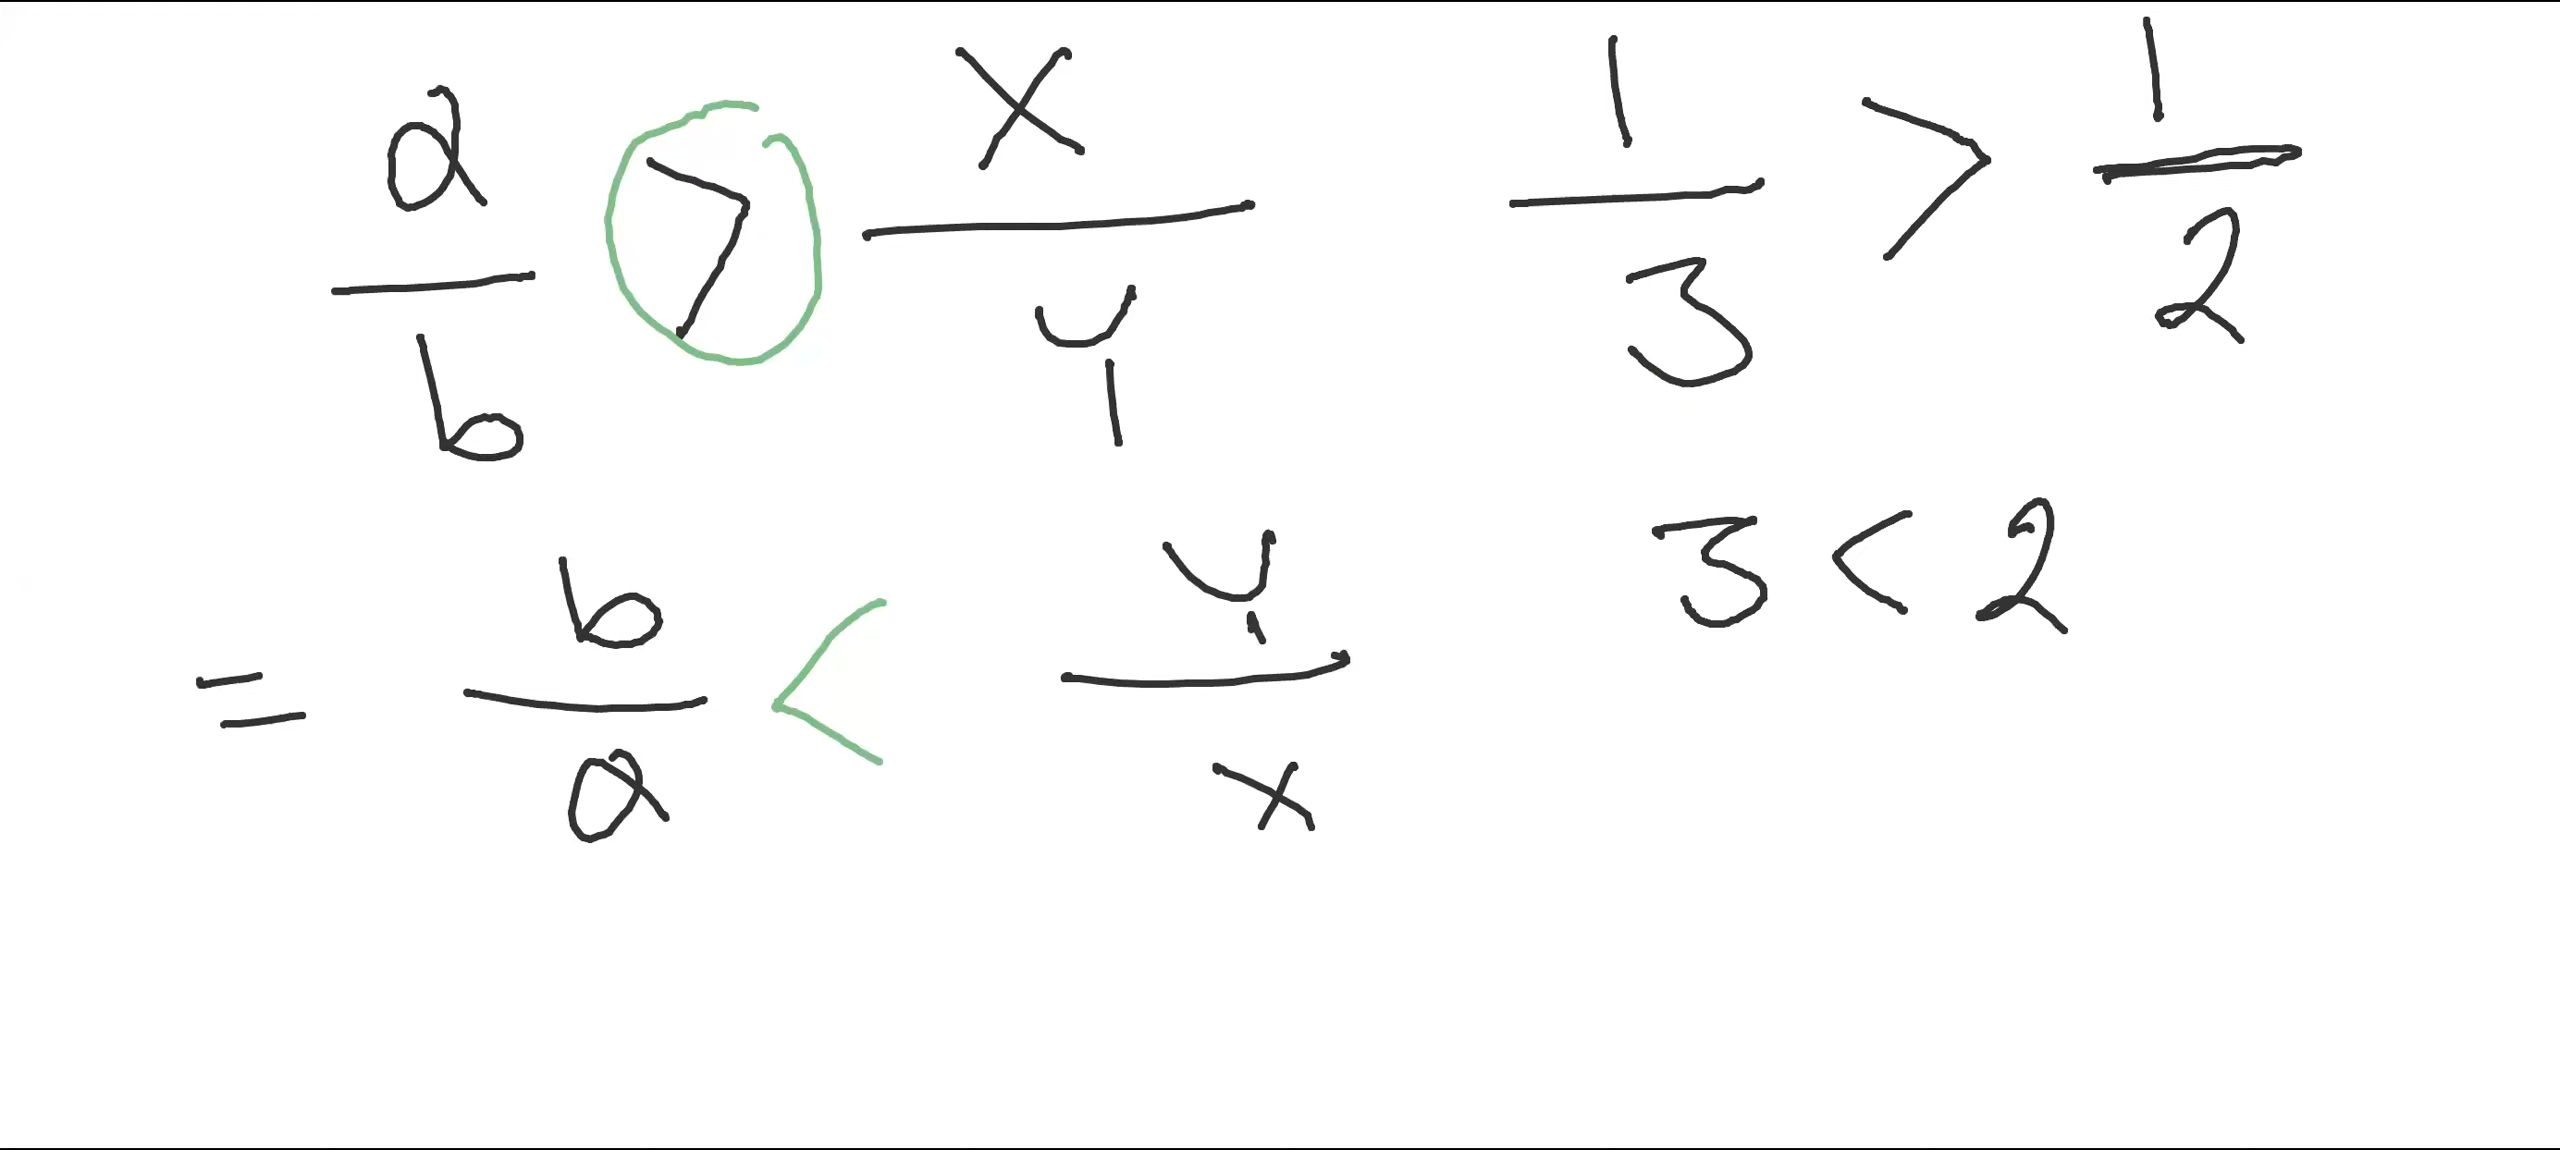 a/b > x/y
1/3 > 1/2
= b/a < y/x
3 < 2